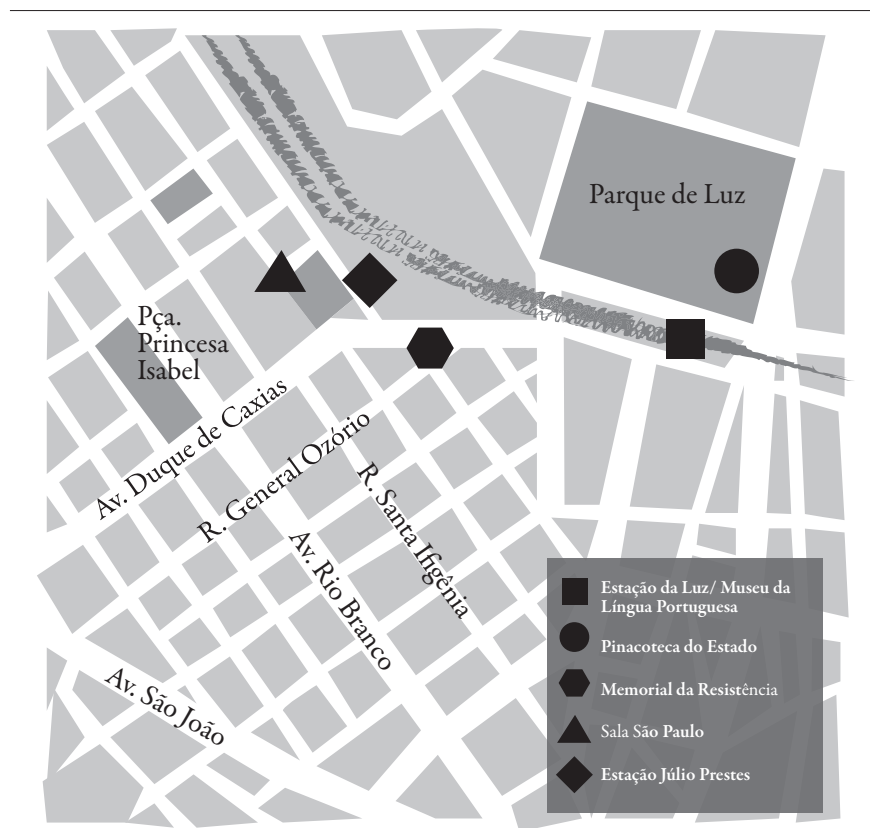 Parque de Luz
Pça.
Princesa
Isabel
Av. Duque de Caxias
R. General Ozório
R. Santa Ifigênia
Av. Rio Branco
Av. São João
Estação da Luz/ Museu da
Língua Portuguesa
Pinacoteca do Estado
Memorial da Resistência
Sala São Paulo
Estação Júlio Prestes